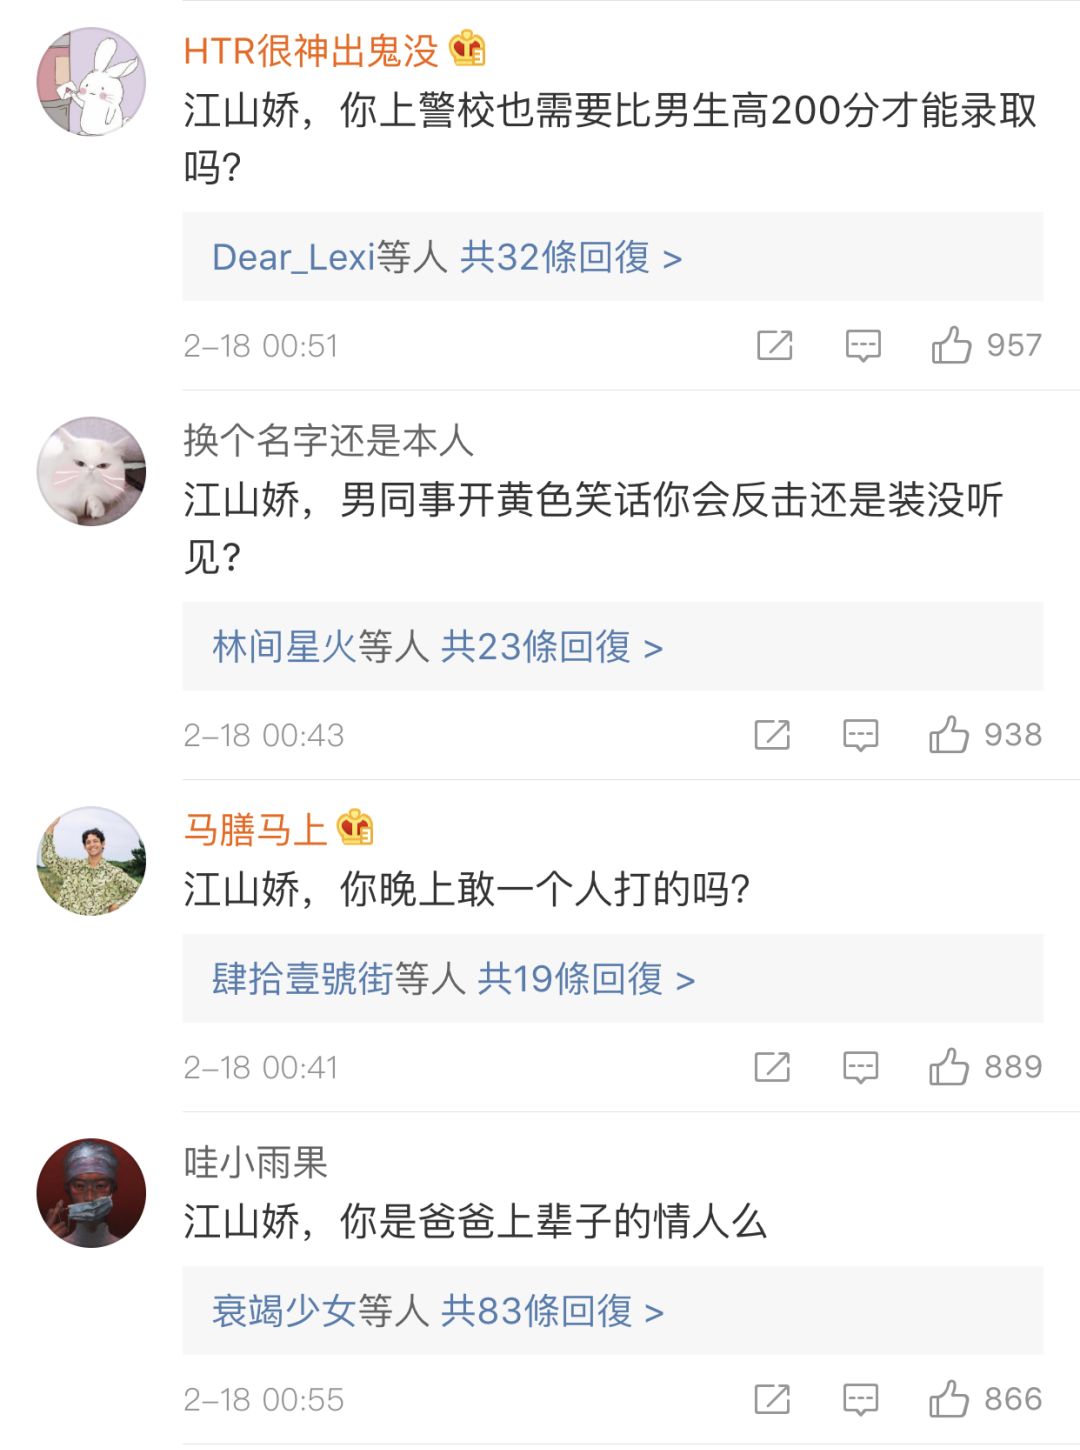 HTR很神出鬼没
江山娇，你上警校也需要比男生高200分才能录取
吗?
Dear_Lexi等人 共32條回復 >
2-18 00:51
957
换个名字还是本人
江山娇，男同事开黄色笑话你会反击还是装没听
见?
林间星火等人 共23條回復 >
2-18 00:43
938
马膳马上
江山娇，你晚上敢一个人打的吗?
肆拾壹號街等人 共19條回復 >
2-18 00:41
889
哇小雨果
江山娇，你是爸爸上辈子的情人么
衰竭少女等人 共83條回復 >
2-18 00:55
866